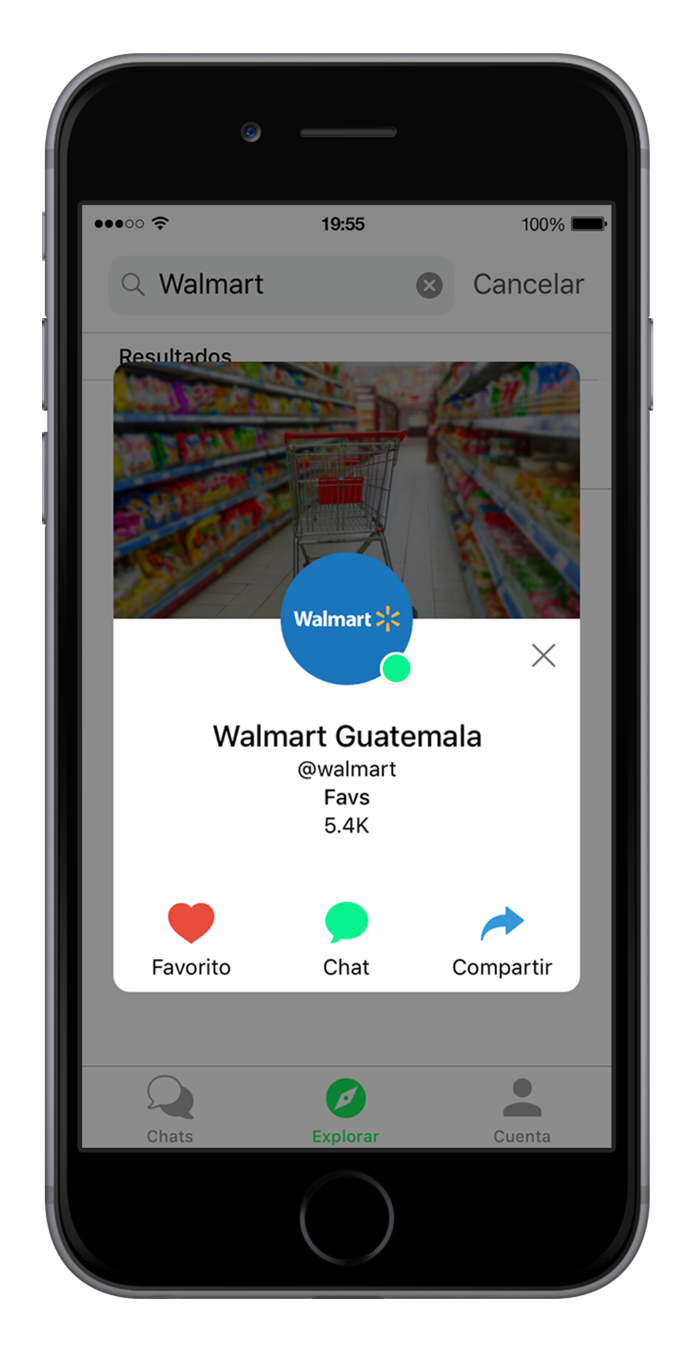 19:55
100%
Walmart
Cancelar
Resultados
Walmart
Walmart Guatemala
@walmart
Favs
5.4K
Favorito
Chat
Compartir
Chats
Explorar
Cuenta